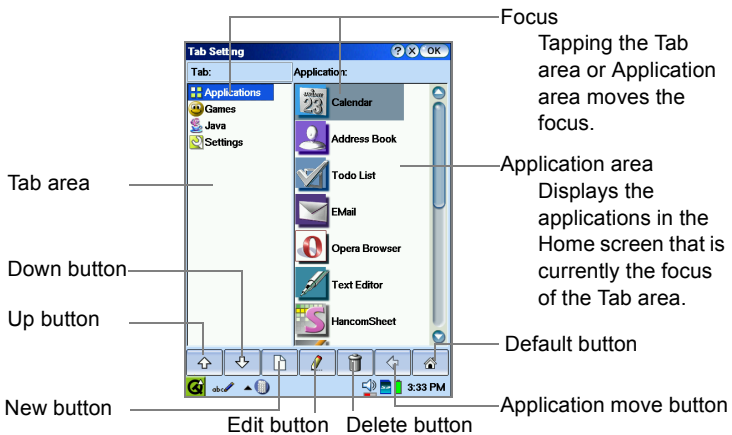 Focus
Tapping the Tab
area or Application
area moves the
focus.
Tab Setting
? X OK
Tab:
Application:
Applications
Games
Java
Settings
23
Calendar
Address Book
Todo List
EMail
Opera Browser
Text Editor
HancomSheet
Application area
Displays the
applications in the
Home screen that is
currently the focus
of the Tab area.
Tab area
Down button
Up button
Default button
abc
3:33 PM
New button
Edit button
Delete button
Application move button